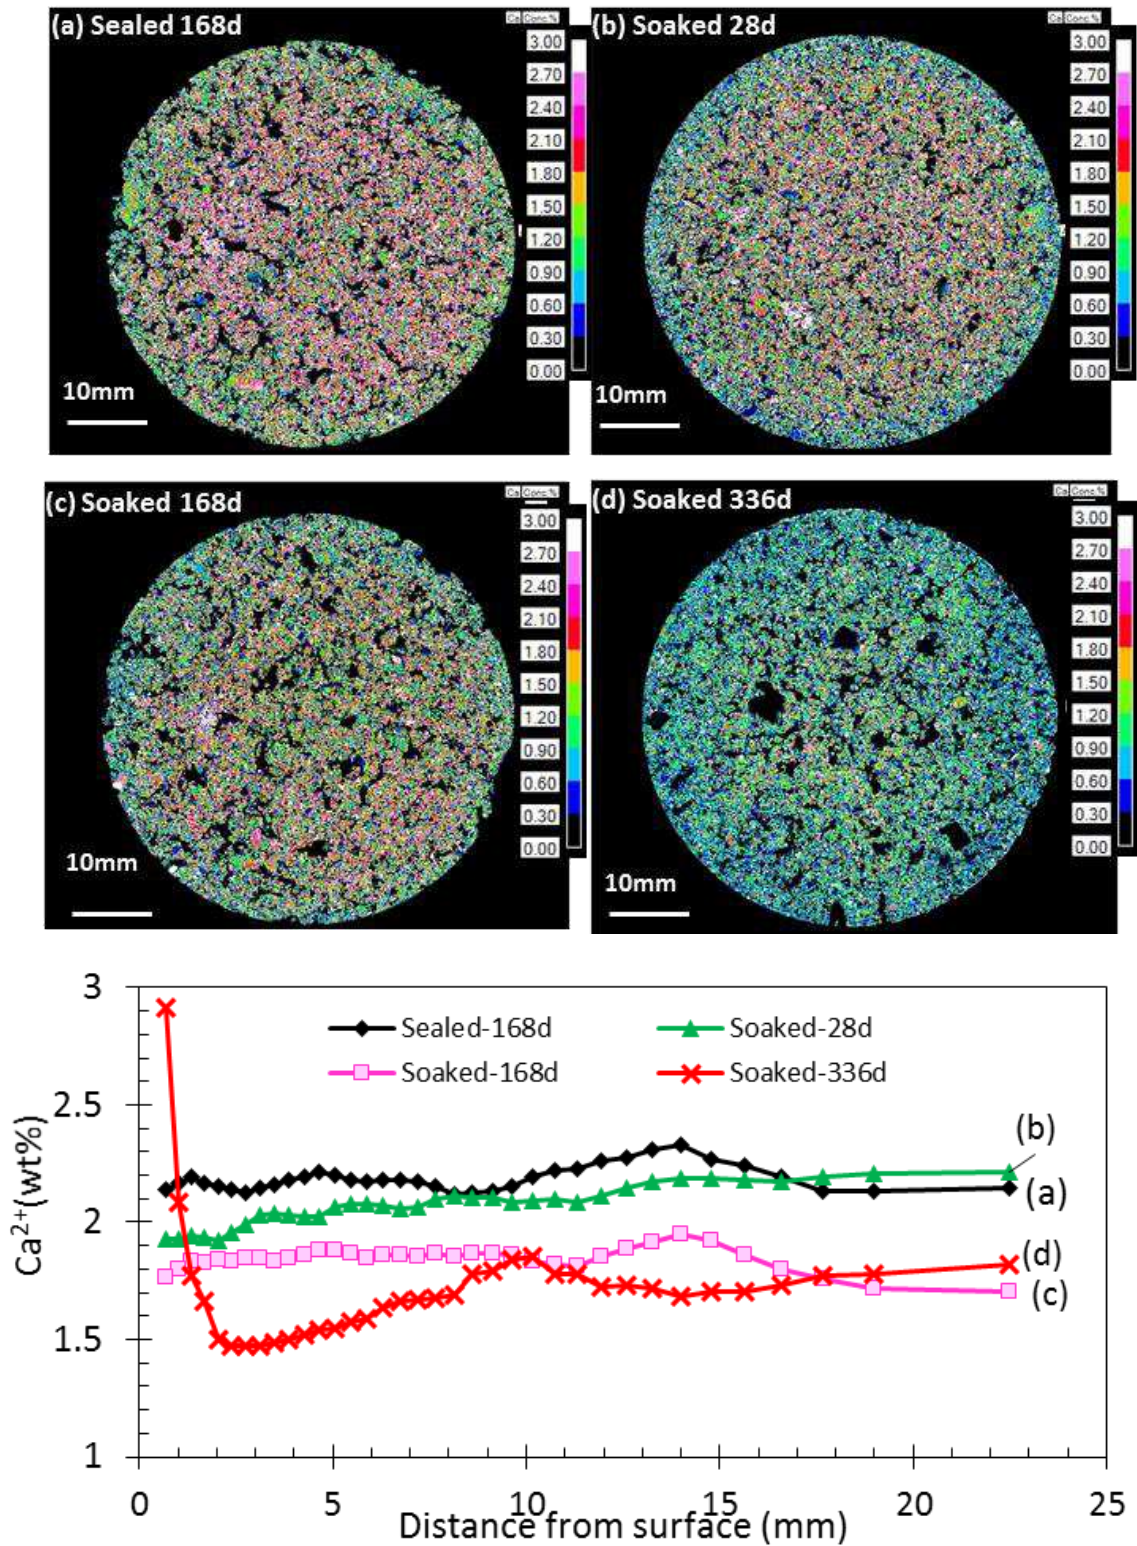 (a) Sealed 168d
Ca Conc.%
3.00
2.70
2.40
2.10
1.80
1.50
1.20
0.90
0.60
0.30
0.00
10mm
(b) Soaked 28d
Ca Conc.%
3.00
2.70
2.40
2.10
1.80
1.50
1.20
0.90
0.60
0.30
0.00
10mm
(c) Soaked 168d
Ca Conc.%
3.00
2.70
2.40
2.10
1.80
1.50
1.20
0.90
0.60
0.30
0.00
10mm
(d) Soaked 336d
Ca Conc.%
3.00
2.70
2.40
2.10
1.80
1.50
1.20
0.90
0.60
0.30
0.00
10mm
Ca²⁺(wt%)
3
2.5
2
1.5
1
Sealed-168d
Soaked-28d
Soaked-168d
Soaked-336d
(b)
(a)
(d)
(c)
0 5 10 15 20 25
Distance from surface (mm)